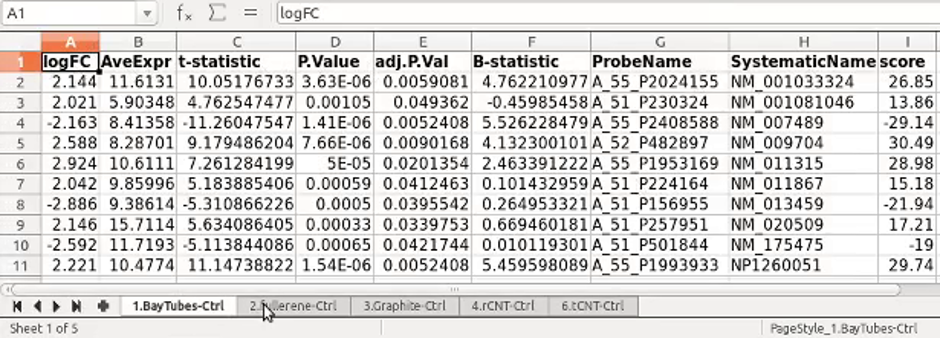 A1 fx Σ = logFC
A B C D E F G H I
1 logFC AveExpr t-statistic P.Value adj.P.Val B-statistic ProbeName SystematicName score
2 2.144 11.6131 10.05176733 3.63E-06 0.0059081 4.762210977 A_55_P2024155 NM_001033324 26.85
3 2.021 5.90348 4.762547477 0.00105 0.049362 -0.45985458 A_51_P230324 NM_001081046 13.86
4 -2.163 8.41358 -11.26047547 1.41E-06 0.0052408 5.526228479 A_55_P2408588 NM_007489 -29.14
5 2.588 8.28701 9.179486204 7.66E-06 0.0090168 4.132300101 A_52_P482897 NM_009704 30.49
6 2.924 10.6111 7.261284199 5E-05 0.0201354 2.463391222 A_55_P1953169 NM_011315 28.98
7 2.042 9.85996 5.183885406 0.00059 0.0412463 0.101432959 A_51_P224164 NM_011867 15.18
8 -2.886 9.38614 -5.310866226 0.0005 0.0395542 0.264953321 A_51_P156955 NM_013459 -21.94
9 2.146 15.7114 5.634086405 0.00033 0.0339753 0.669460181 A_51_P257951 NM_020509 17.21
10 -2.592 11.7193 -5.113844086 0.00065 0.0421744 0.010119301 A_51_P501844 NM_175475 -19
11 2.221 10.4774 11.14738822 1.54E-06 0.0052408 5.459598089 A_55_P1993933 NP1260051 29.74
1.BayTubes-Ctrl 3.Graphite-Ctrl 4.rCNT-Ctrl 6.tCNT-Ctrl
Sheet 1 of 5 PageStyle_1.BayTubes-Ctrl